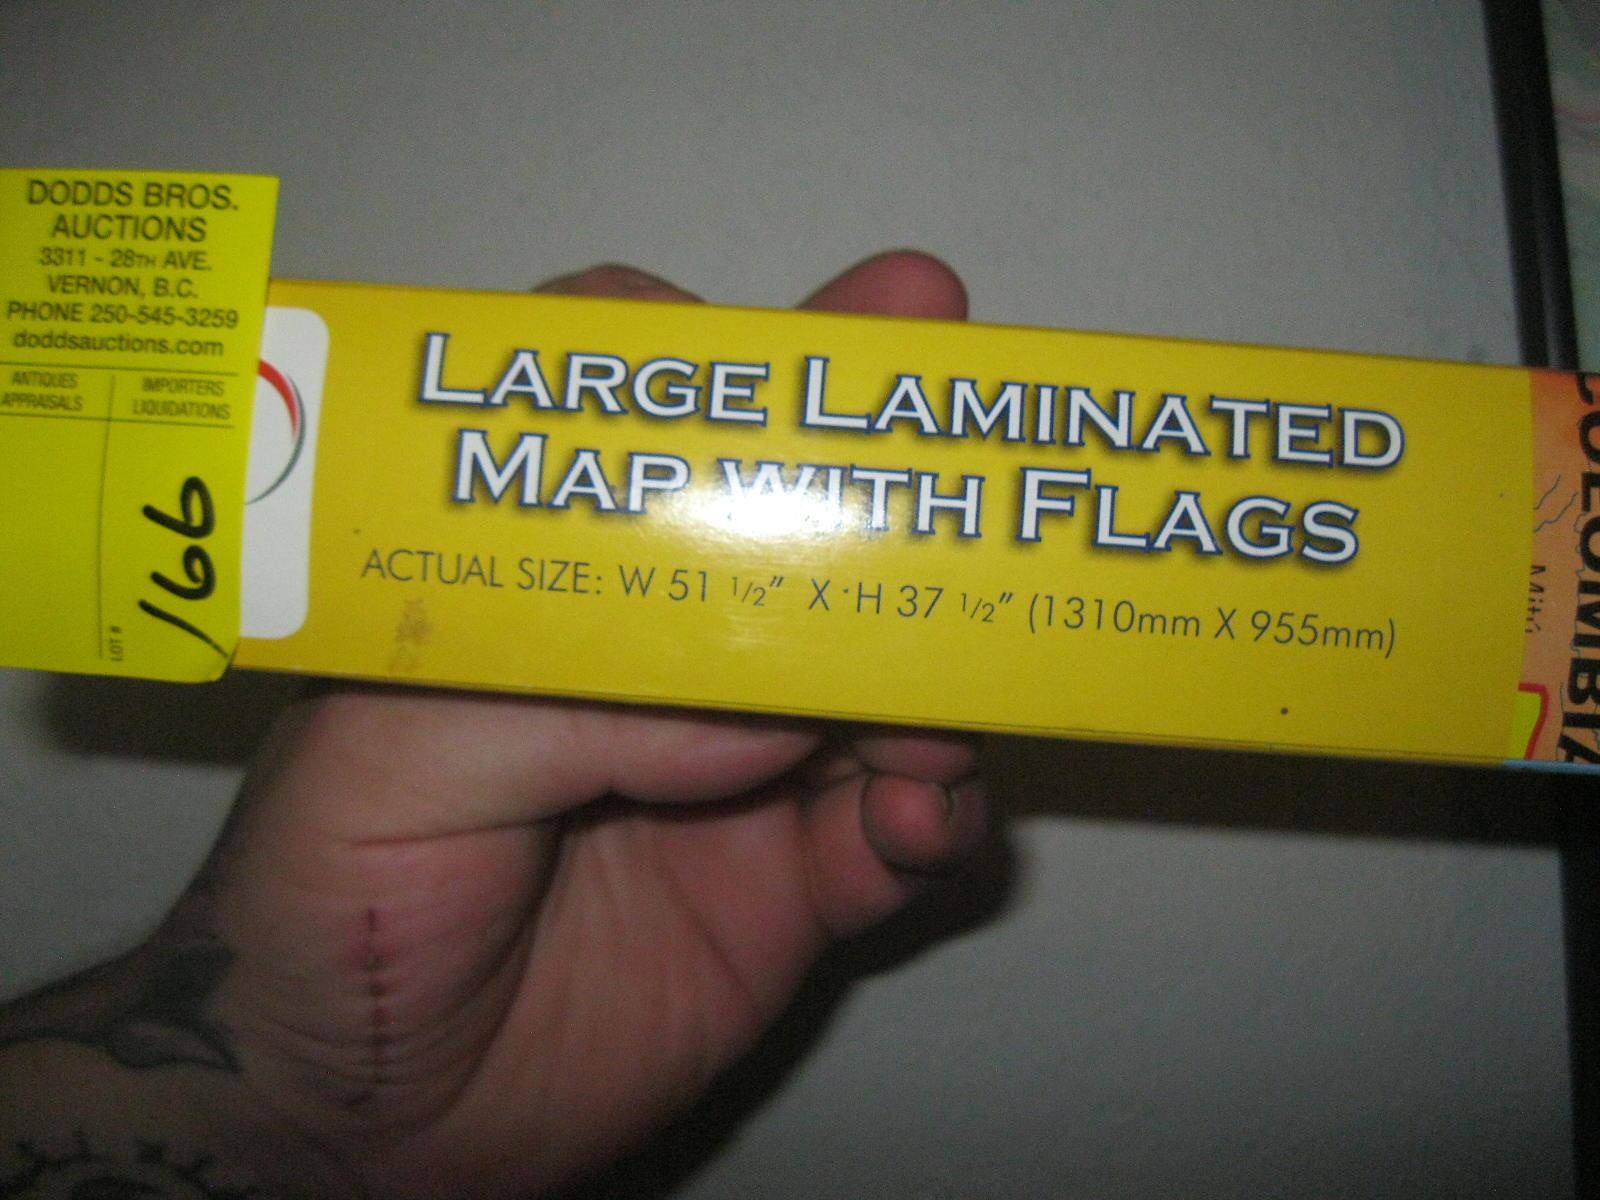 DODDS BROS.
AUCTIONS
3311 - 28TH AVE.
VERNON, B.C.
PHONE 250-545-3259
doddsauctions.com
ANTIQUES
APPRAISALS
IMPORTERS
LIQUIDATIONS
LOT #
166
LARGE LAMINATED
MAP WITH FLAGS
ACTUAL SIZE: W 51 1/2" X H 37 1/2" (1310mm X 955mm)
COLOMBIA
Mitú